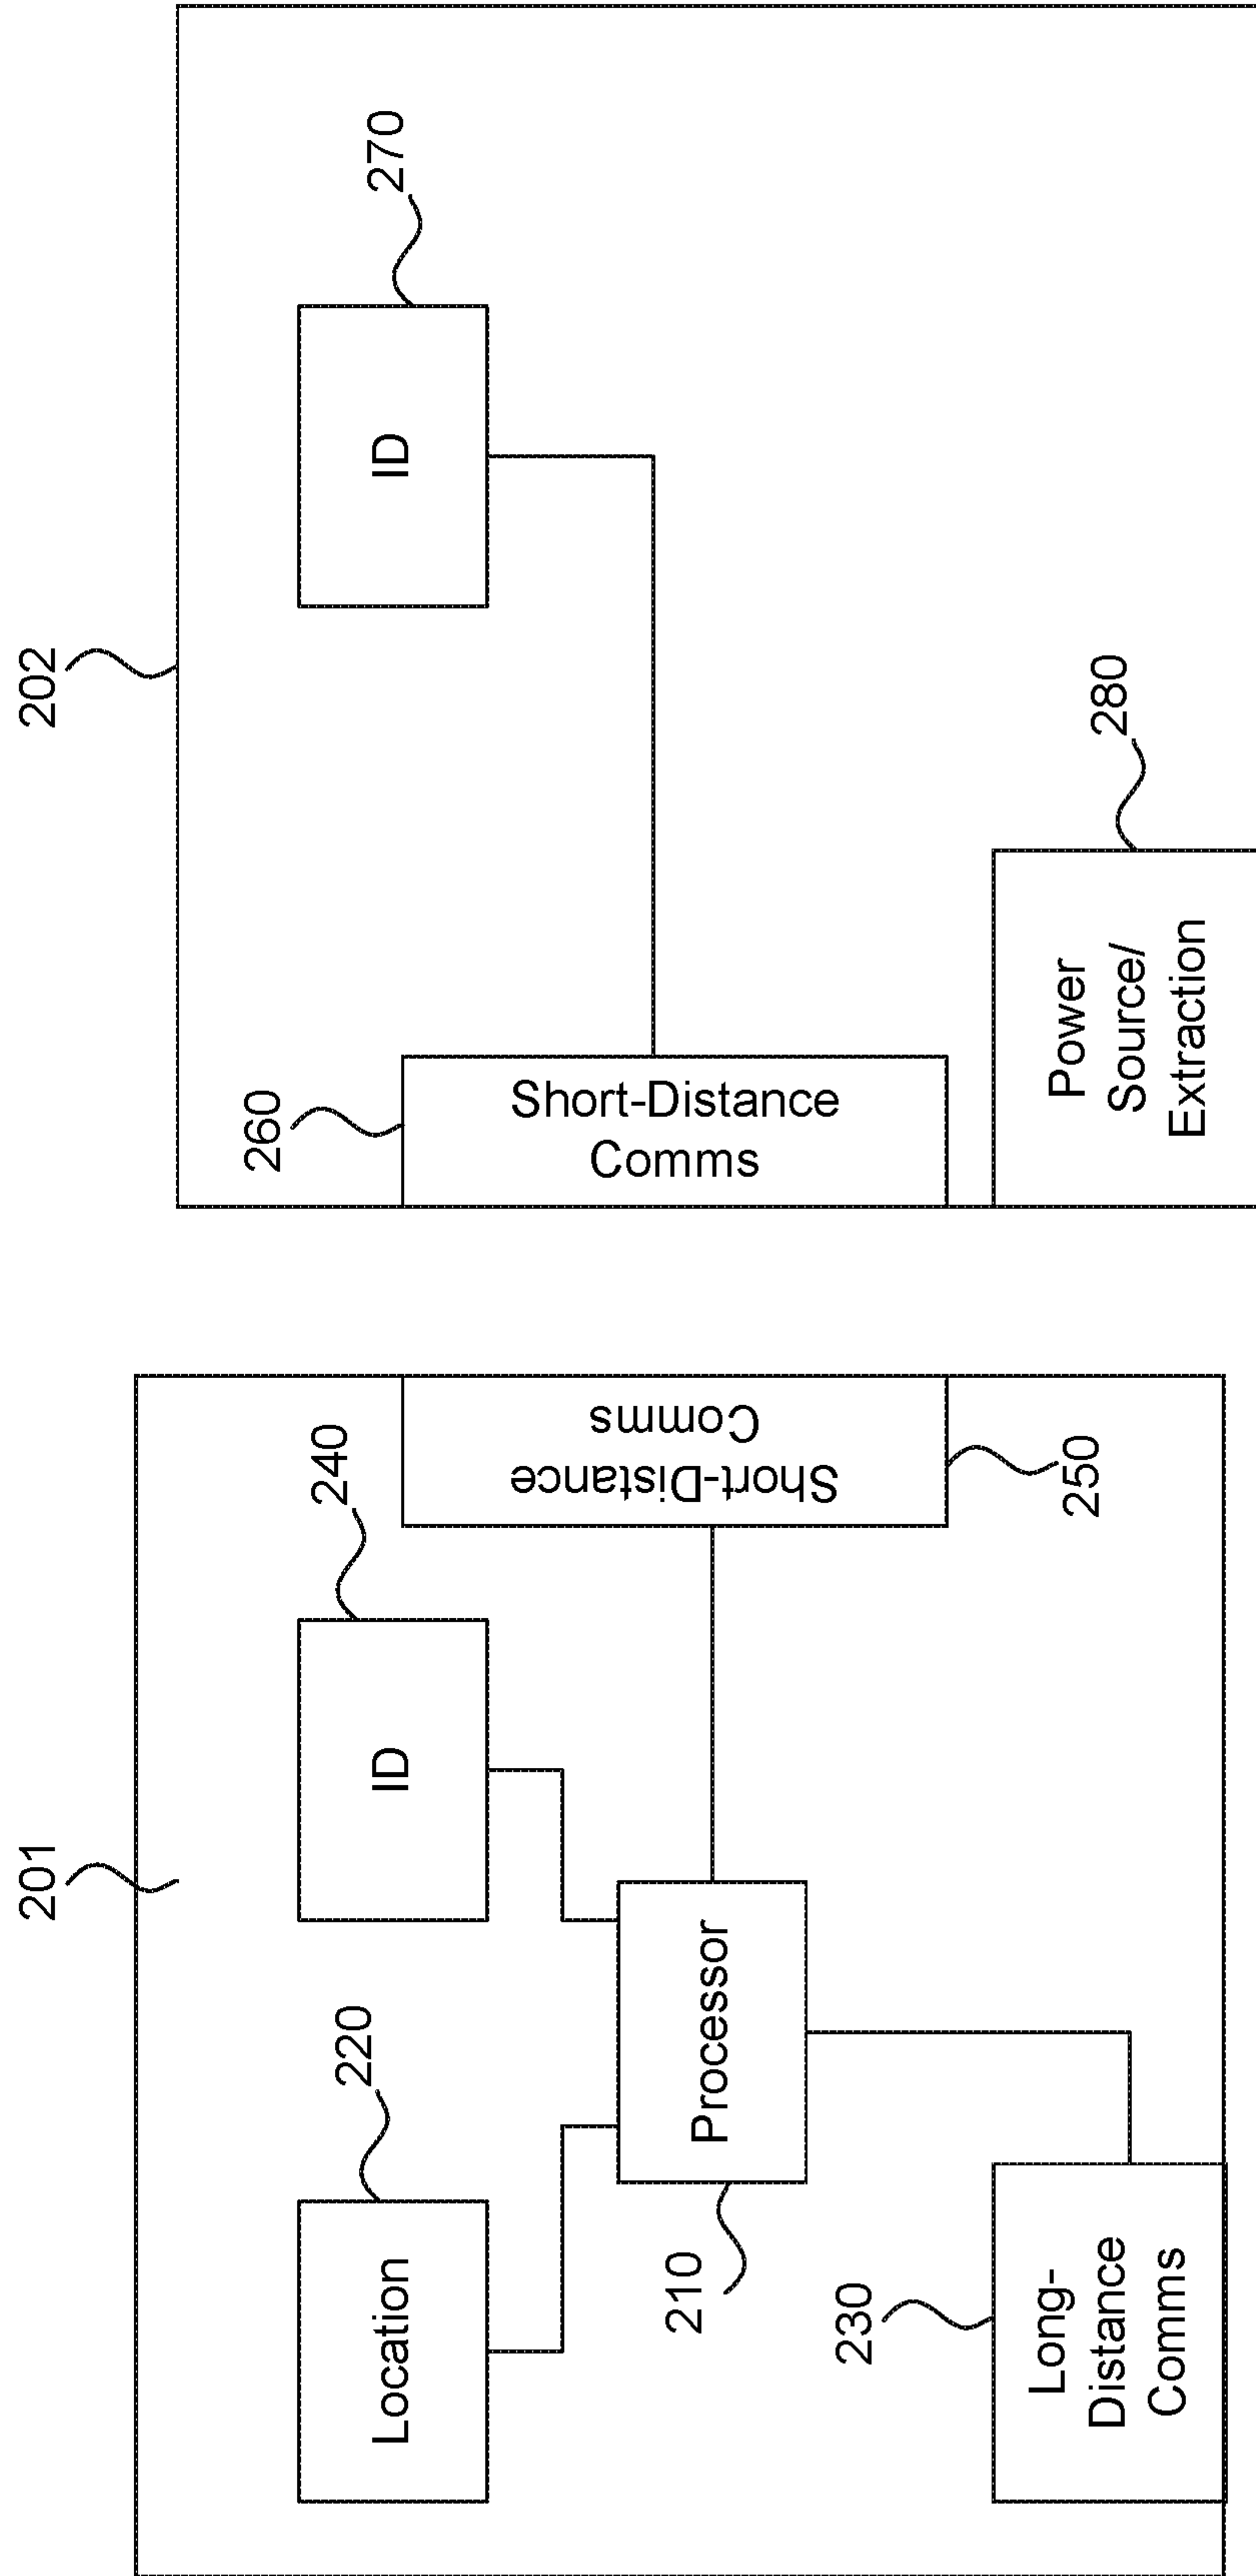 201
202
Location
220
ID
240
Processor
210
Long-
Distance
Comms
230
Short-Distance
Comms
250
260
Short-Distance
Comms
ID
270
Power
Source/
Extraction
280